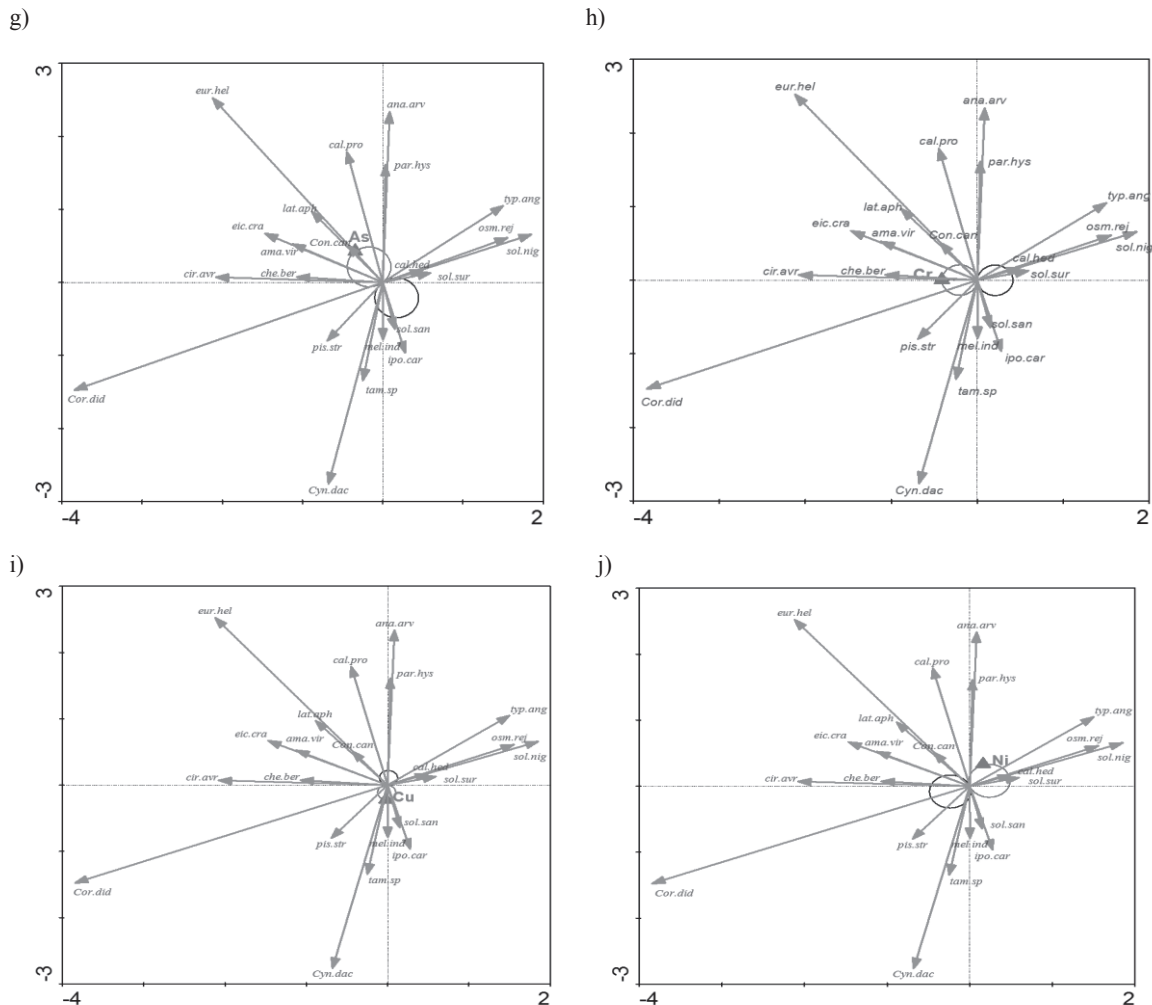 g)
h)
3
eur.hel
ana.arv
cal.pro
par.hys
typ.ang
lat.aph
osm.rej
eic.cra
As
Con.can
sol.nig
ama.vir
cal.hed
cir.avr
che.ber
sol.sur
sol.san
pis.str
mel.ind
ipo.car
tam.sp
Cor.did
Cyn.dac
-3
-4
2
3
eur.hel
ana.arv
cal.pro
par.hys
typ.ang
lat.aph
eic.cra
ama.vir
Con.can
osm.rej
sol.nig
cal.hed
cir.avr
che.ber
Cr
sol.sur
sol.san
pis.str
mel.ind
ipo.car
tam.sp
Cor.did
Cyn.dac
-3
-4
2
i)
j)
3
eur.hel
ana.arv
cal.pro
par.hys
typ.ang
lat.aph
eic.cra
ama.vir
Con.can
osm.rej
sol.nig
cal.hed
cir.avr
che.ber
sol.sur
Cu
sol.san
pis.str
mel.ind
ipo.car
tam.sp
Cor.did
Cyn.dac
-3
-4
2
3
eur.hel
ana.arv
cal.pro
par.hys
typ.ang
lat.aph
eic.cra
ama.vir
Con.can
osm.rej
sol.nig
Ni
cal.hed
cir.avr
che.ber
sol.sur
sol.san
pis.str
mel.ind
ipo.car
tam.sp
Cor.did
Cyn.dac
-3
-4
2